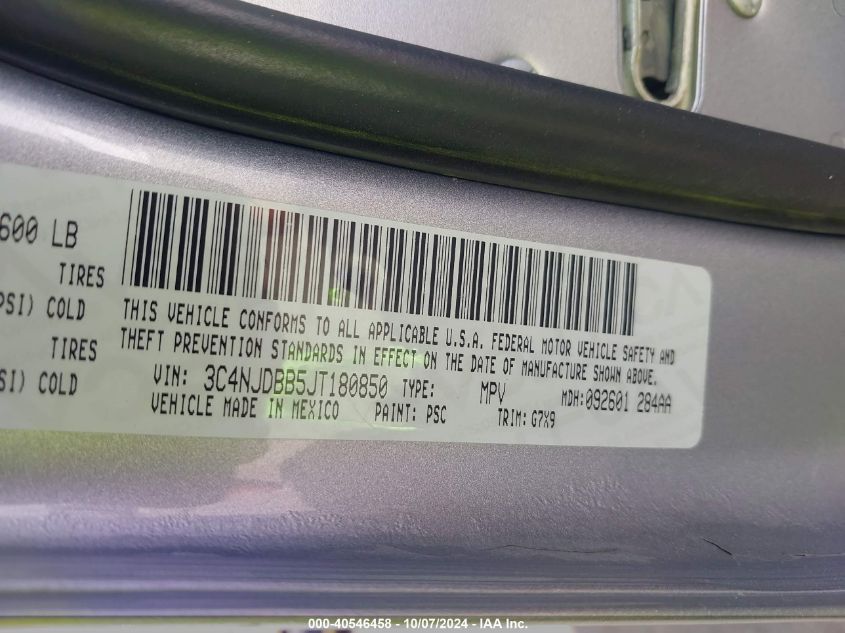 600 LB
TIRES
PSI) COLD
TIRES
SI) COLD
THIS VEHICLE CONFORMS TO ALL APPLICABLE U.S.A. FEDERAL MOTOR VEHICLE SAFETY AND
THEFT PREVENTION STANDARDS IN EFFECT ON THE DATE OF MANUFACTURE SHOWN ABOVE.
VIN: 3C4NJDBB5JT180850 TYPE: MPV MDH:092601 284AA
VEHICLE MADE IN MEXICO PAINT: PSC TRIM: G7X9
000-40546458 - 10/07/2024 - IAA Inc.